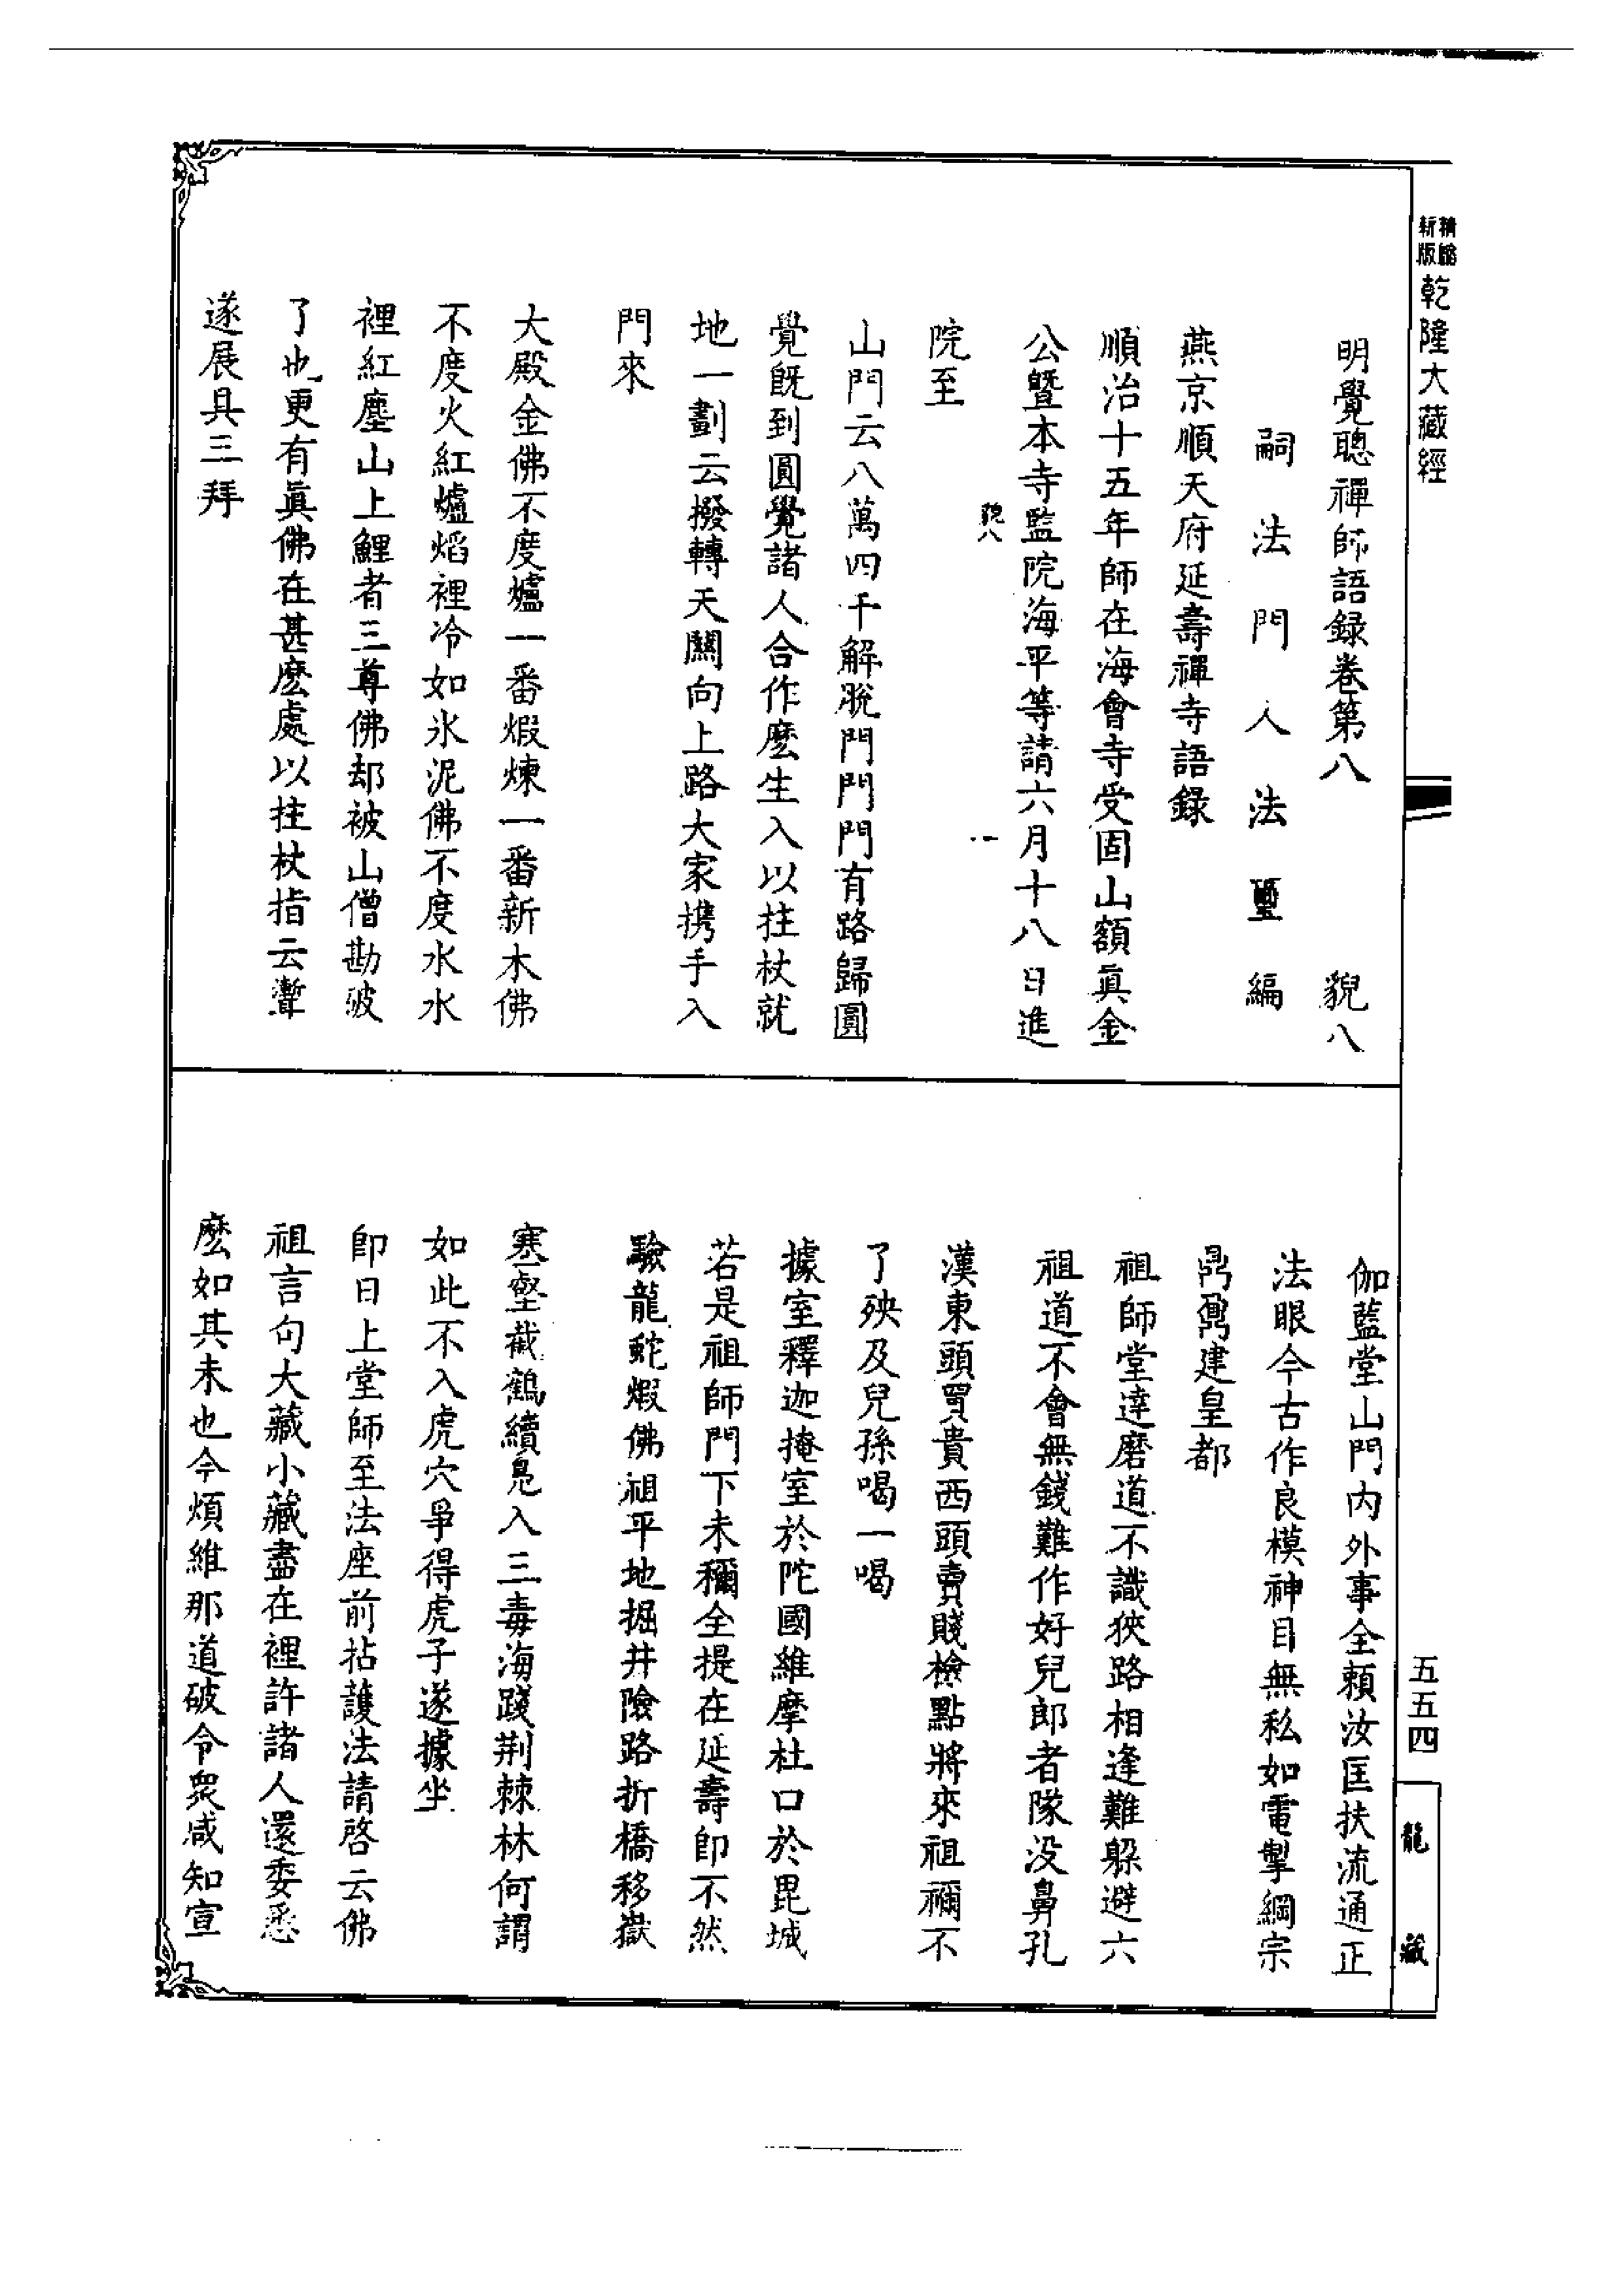 精縮
新版
乾隆大藏經
明覺聰禪師語録卷第八 貌八
嗣法門人法璽編
燕京順天府延壽禪寺語録
順治十五年師在海會寺受固山額眞金
公曁本寺監院海平等請六月十八日進
貌八 一
院至
山門云八萬四千解脫門門門有路歸圓
覺旣到圓覺諸人合作麽生入以拄杖就
地一劃云撥轉天關向上路大家携手入
門來
大殿金佛不度爐一番煆煉一番新木佛
不度火紅爐焰裡冷如氷泥佛不度水水
裡紅塵山上鯉者三尊佛却被山僧勘破
了也更有眞佛在甚麽處以拄杖指云聻
遂展具三拜
伽藍堂山門內外事全賴汝匡扶流通正
法眼今古作良模神目無私如電掣綱宗
鼎鼐建皇都
祖師堂達磨道不識狹路相逢難躱避六
祖道不會無錢難作好兒郎者隊没鼻孔
漢東頭買貴西頭賣賤檢點將來祖禰不
了殃及兒孫喝一喝
據室釋迦掩室於陀國維摩杜口於毘城
若是祖師門下未稱全提在延壽即不然
驗龍蛇煆佛祖平地掘井險路折橋移嶽
塞壑截鶴續鳧入三毒海踐荆棘林何謂
如此不入虎穴爭得虎子遂據坐
即日上堂師至法座前拈護法請啓云佛
祖言句大藏小藏盡在裡許諸人還委悉
麽如其未也今煩維那道破令衆咸知宣
五五四
龍藏